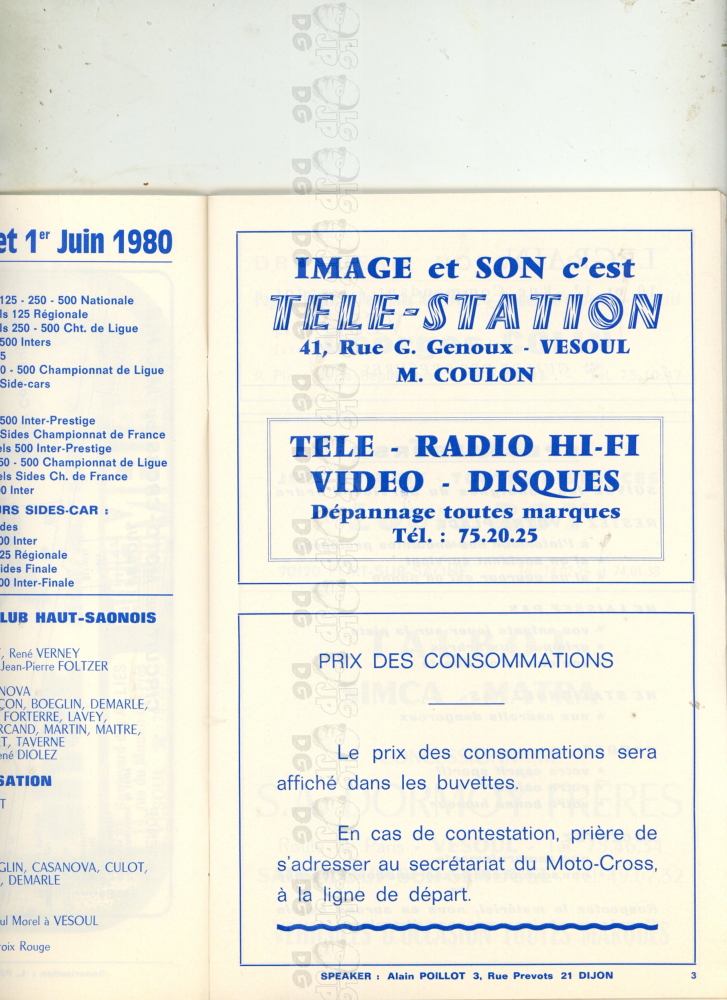 et 1er Juin 1980
125 - 250 - 500 Nationale
ls 125 Régionale
ls 250 - 500 Cht. de Ligue
500 Inters
5
0 - 500 Championnat de Ligue
Side-cars
500 Inter-Prestige
Sides Championnat de France
els 500 Inter-Prestige
50 - 500 Championnat de Ligue
els Sides Ch. de France
0 Inter
URS SIDES-CAR :
des
00 Inter
25 Régionale
ides Finale
00 Inter-Finale
LUB HAUT-SAONOIS
, René VERNEY
Jean-Pierre FOLTZER
NOVA
ÇON, BOEGLIN, DEMARLE,
FORTERRE, LAVEY,
RCAND, MARTIN, MAITRE,
T, TAVERNE
ené DIOLEZ
SATION
T
GLIN, CASANOVA, CULOT,
, DEMARLE
ul Morel à VESOUL
roix Rouge
IMAGE et SON c'est
TELE-STATION
41, Rue G. Genoux - VESOUL
M. COULON
TELE - RADIO HI-FI
VIDEO - DISQUES
Dépannage toutes marques
Tél. : 75.20.25
PRIX DES CONSOMMATIONS
Le prix des consommations sera
affiché dans les buvettes.
En cas de contestation, prière de
s'adresser au secrétariat du Moto-Cross,
à la ligne de départ.
SPEAKER : Alain POILLOT 3, Rue Prevots 21 DIJON
3